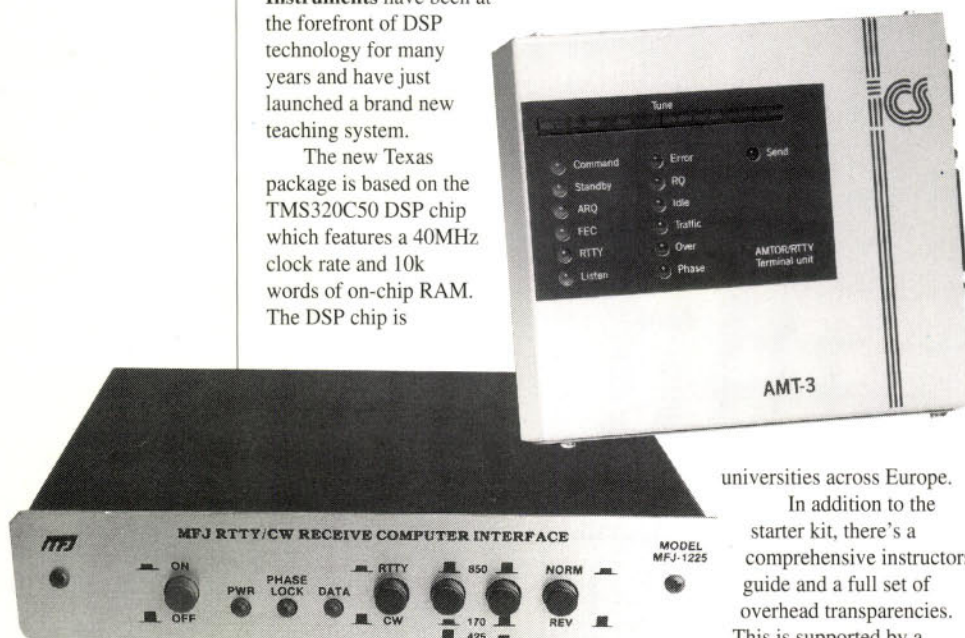 Instruments have been at
the forefront of DSP
technology for many
years and have just
launched a brand new
teaching system.
The new Texas
package is based on the
TMS320C50 DSP chip
which features a 40MHz
clock rate and 10k
words of on-chip RAM.
The DSP chip is
CS
Tune
Command
Standby
ARQ
FEC
RTTY
Listen
Error
RQ
Idle
Traffic
Over
Phase
Send
AMTOR/RTTY
Terminal unit
AMT-3
MFJ
MFJ RTTY/CW RECEIVE COMPUTER INTERFACE
MODEL
MFJ-1225
ON
OFF
PWR
PHASE
LOCK
DATA
RTTY
CW
850
170
425
NORM
REV
universities across Europe.
In addition to the
starter kit, there's a
comprehensive instructors
guide and a full set of
overhead transparencies.
This is supported by a